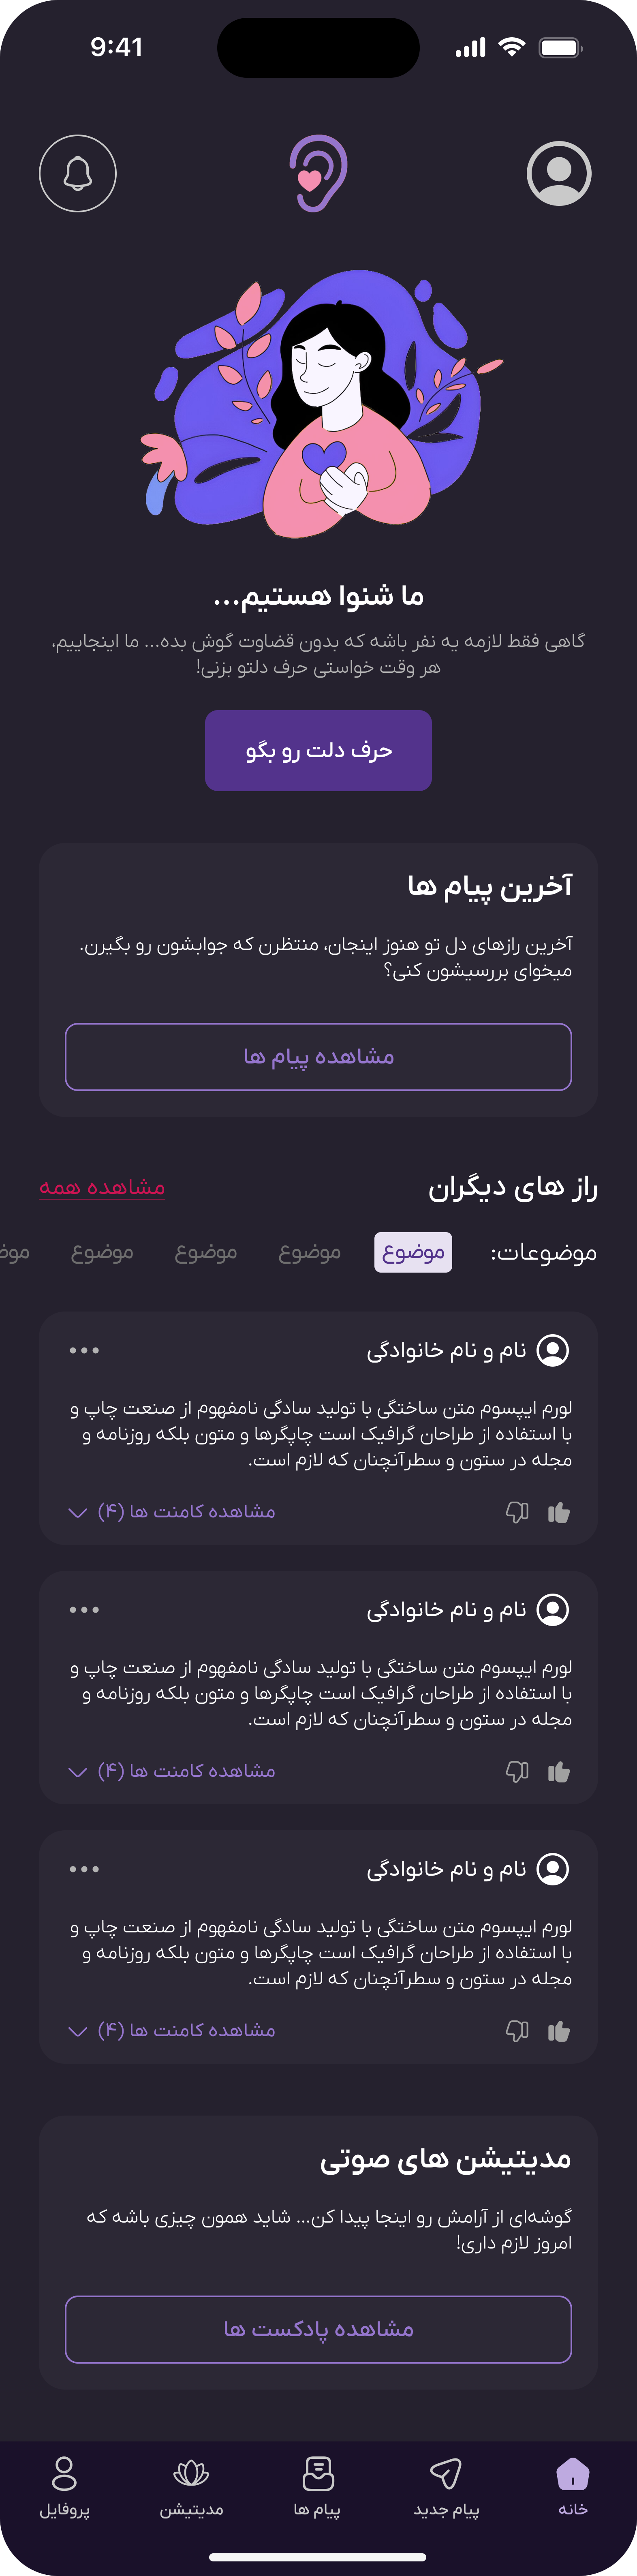 9:41
ما شنوا هستیم...
گاهی فقط لازمه یه نفر باشه که بدون قضاوت گوش بده... ما اینجاییم،
هر وقت خواستی حرف دلتو بزنی!
حرف دلت رو بگو
آخرین پیام ها
آخرین رازهای دل تو هنوز اینجان، منتظرن که جوابشون رو بگیرن.
میخوای بررسیشون کنی؟
مشاهده پیام ها
راز های دیگران
مشاهده همه
موضوعات: موضوع موضوع موضوع موضوع موض
نام و نام خانوادگی
لورم ایپسوم متن ساختگی با تولید سادگی نامفهوم از صنعت چاپ و
با استفاده از طراحان گرافیک است چاپگرها و متون بلکه روزنامه و
مجله در ستون و سطرآنچنان که لازم است.
مشاهده کامنت ها (۴)
نام و نام خانوادگی
لورم ایپسوم متن ساختگی با تولید سادگی نامفهوم از صنعت چاپ و
با استفاده از طراحان گرافیک است چاپگرها و متون بلکه روزنامه و
مجله در ستون و سطرآنچنان که لازم است.
مشاهده کامنت ها (۴)
نام و نام خانوادگی
لورم ایپسوم متن ساختگی با تولید سادگی نامفهوم از صنعت چاپ و
با استفاده از طراحان گرافیک است چاپگرها و متون بلکه روزنامه و
مجله در ستون و سطرآنچنان که لازم است.
مشاهده کامنت ها (۴)
مدیتیشن های صوتی
گوشه‌ای از آرامش رو اینجا پیدا کن... شاید همون چیزی باشه که
امروز لازم داری!
مشاهده پادکست ها
خانه
پیام جدید
پیام ها
مدیتیشن
پروفایل